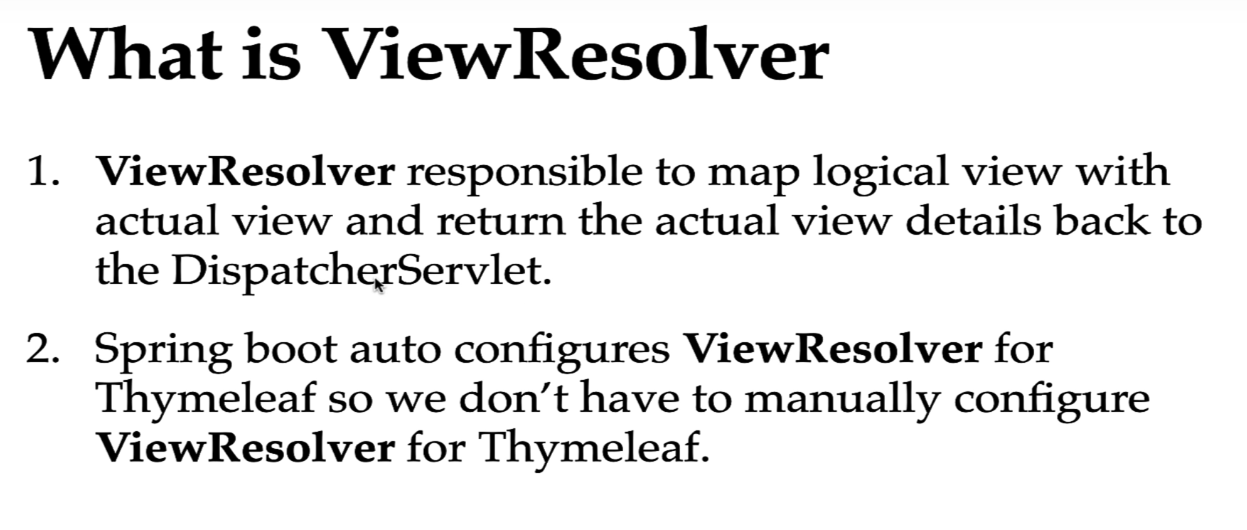 What is ViewResolver
1. ViewResolver responsible to map logical view with
actual view and return the actual view details back to
the DispatcherServlet.
2. Spring boot auto configures ViewResolver for
Thymeleaf so we don't have to manually configure
ViewResolver for Thymeleaf.